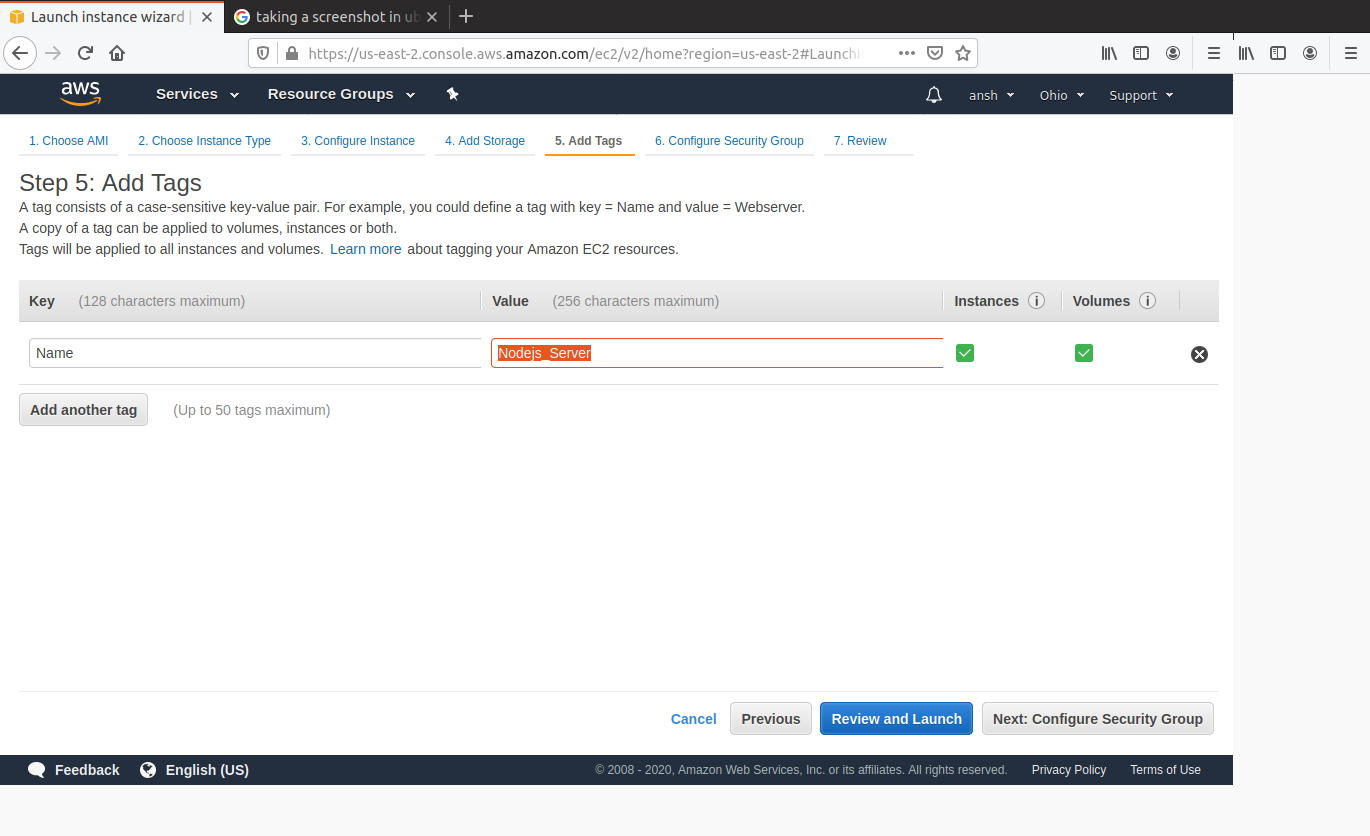 Launch instance wizard
taking a screenshot in ub
https://us-east-2.console.aws.amazon.com/ec2/v2/home?region=us-east-2#Launch
aws Services Resource Groups ansh Ohio Support
1. Choose AMI 2. Choose Instance Type 3. Configure Instance 4. Add Storage 5. Add Tags 6. Configure Security Group 7. Review
Step 5: Add Tags
A tag consists of a case-sensitive key-value pair. For example, you could define a tag with key = Name and value = Webserver.
A copy of a tag can be applied to volumes, instances or both.
Tags will be applied to all instances and volumes. Learn more about tagging your Amazon EC2 resources.
Key (128 characters maximum) Value (256 characters maximum) Instances Volumes
Name Nodejs_Server
Add another tag (Up to 50 tags maximum)
Cancel Previous Review and Launch Next: Configure Security Group
Feedback English (US) © 2008 - 2020, Amazon Web Services, Inc. or its affiliates. All rights reserved. Privacy Policy Terms of Use